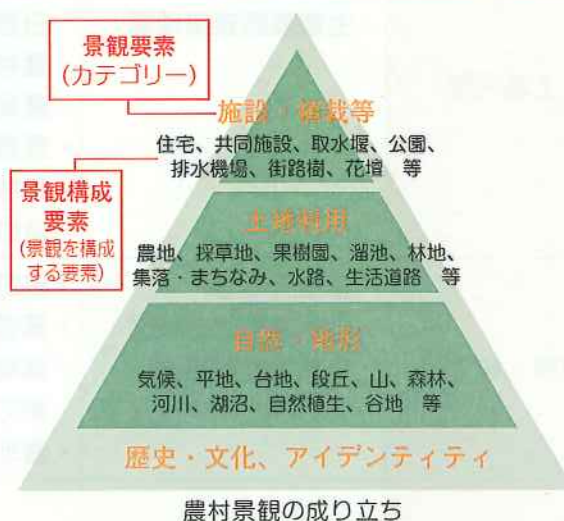 景観要素
(カテゴリー)
施設・植栽等
住宅、共同施設、取水堰、公園、
排水機場、街路樹、花壇 等
景観構成
要素
(景観を構成
する要素)
土地利用
農地、採草地、果樹園、溜池、林地、
集落・まちなみ、水路、生活道路 等
自然・地形
気候、平地、台地、段丘、山、森林、
河川、湖沼、自然植生、谷地 等
歴史・文化、アイデンティティ
農村景観の成り立ち